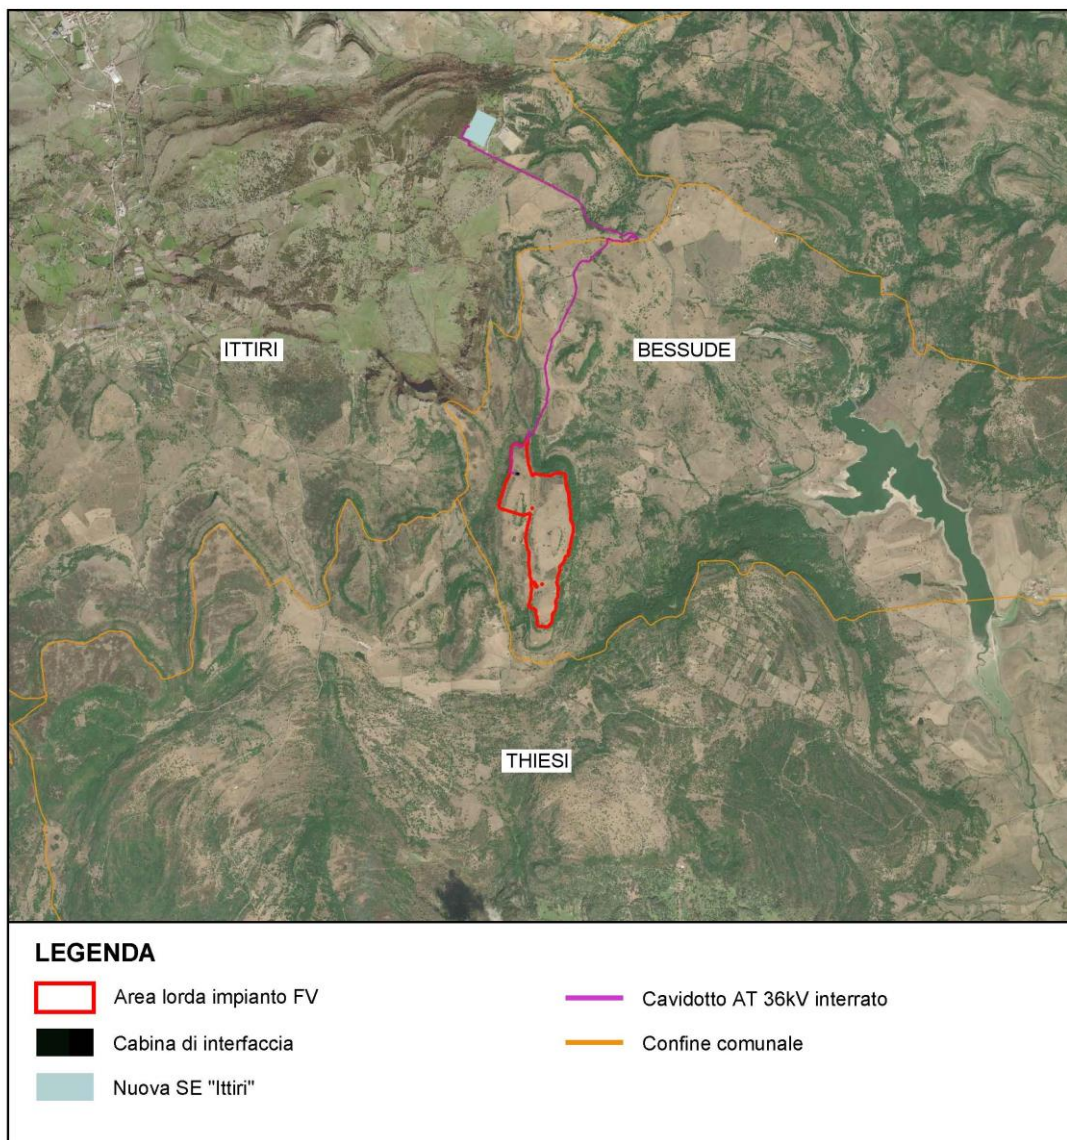 ITTIRI
BESSUDE
THIESI
LEGENDA
Area lorda impianto FV
Cabina di interfaccia
Nuova SE "Ittiri"
Cavidotto AT 36kV interrato
Confine comunale